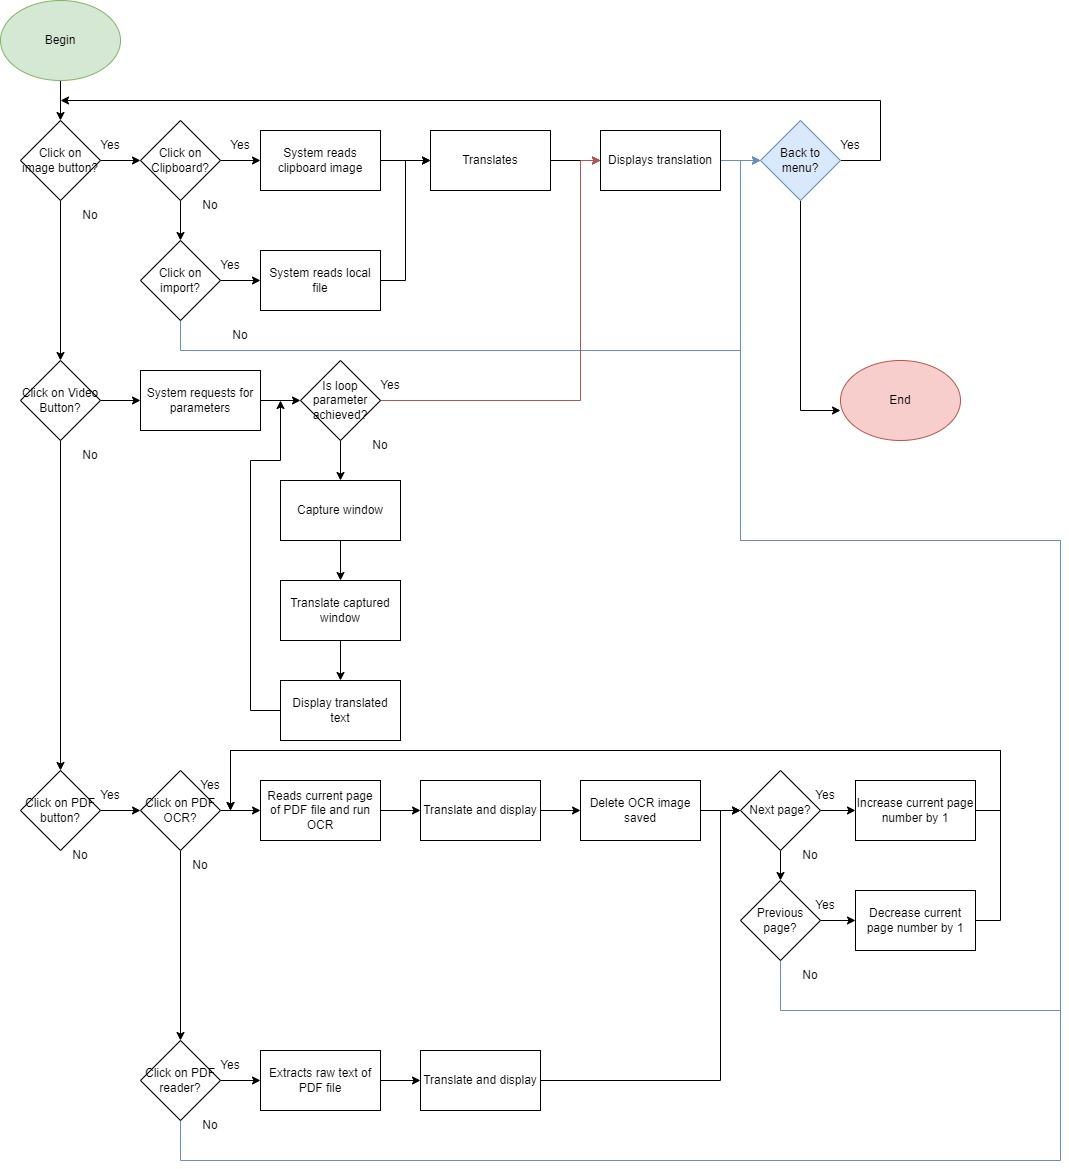 Begin
Click on
image button?
Yes
No
Click on
Clipboard?
Yes
No
System reads
clipboard image
Translates
Displays translation
Back to
menu?
Yes
Click on
import?
Yes
No
System reads local
file
Click on Video
Button?
No
System requests for
parameters
Is loop
parameter
achieved?
Yes
No
End
Capture window
Translate captured
window
Display translated
text
Click on PDF
button?
Yes
No
Click on PDF
OCR?
Yes
No
Reads current page
of PDF file and run
OCR
Translate and display
Delete OCR image
saved
Next page?
Yes
No
Increase current page
number by 1
Previous
page?
Yes
No
Decrease current
page number by 1
Click on PDF
reader?
Yes
No
Extracts raw text of
PDF file
Translate and display